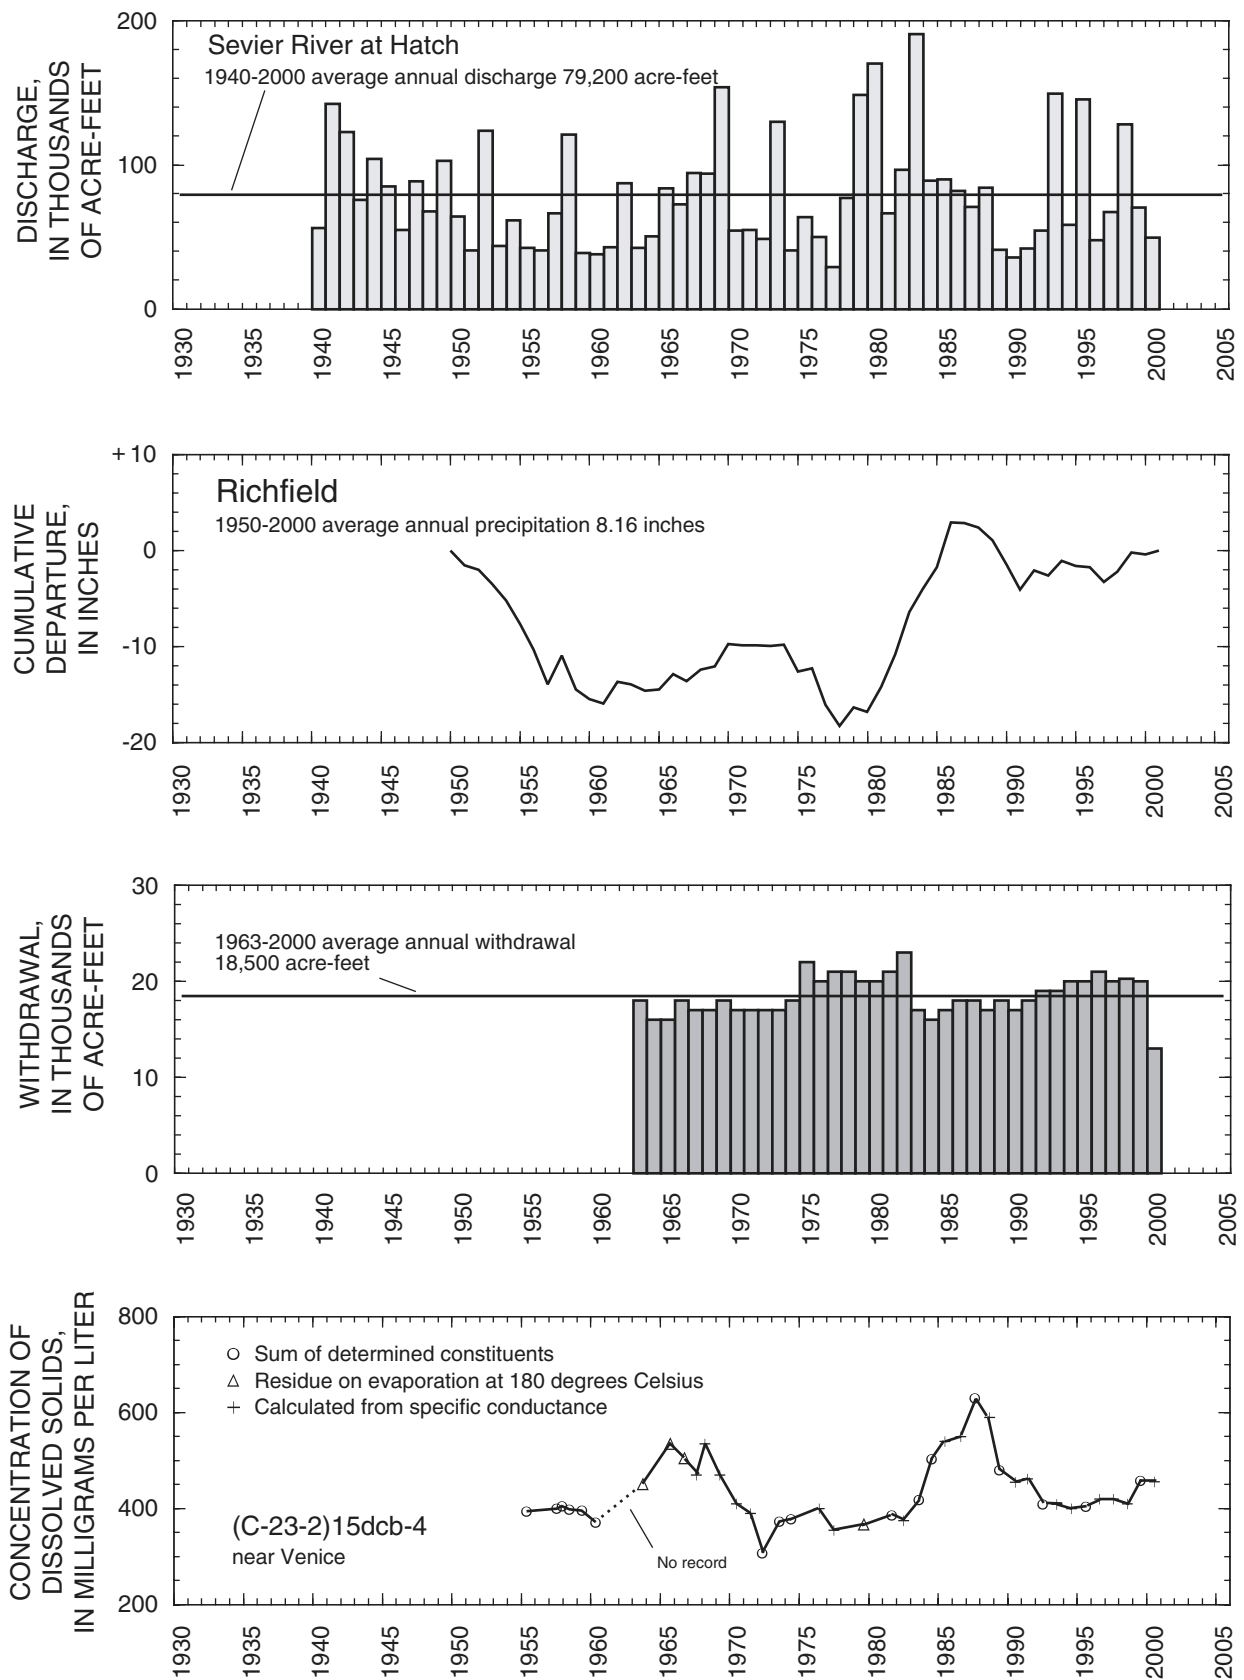 DISCHARGE,
IN THOUSANDS
OF ACRE-FEET
200
100
0
Sevier River at Hatch
1940-2000 average annual discharge 79,200 acre-feet
1930 1935 1940 1945 1950 1955 1960 1965 1970 1975 1980 1985 1990 1995 2000 2005
CUMULATIVE
DEPARTURE,
IN INCHES
+10
0
-10
-20
Richfield
1950-2000 average annual precipitation 8.16 inches
1930 1935 1940 1945 1950 1955 1960 1965 1970 1975 1980 1985 1990 1995 2000 2005
WITHDRAWAL,
IN THOUSANDS
OF ACRE-FEET
30
20
10
0
1963-2000 average annual withdrawal
18,500 acre-feet
1930 1935 1940 1945 1950 1955 1960 1965 1970 1975 1980 1985 1990 1995 2000 2005
CONCENTRATION OF
DISSOLVED SOLIDS,
IN MILLIGRAMS PER LITER
800
600
400
200
Sum of determined constituents
Residue on evaporation at 180 degrees Celsius
Calculated from specific conductance
(C-23-2)15dcb-4
near Venice
No record
1930 1935 1940 1945 1950 1955 1960 1965 1970 1975 1980 1985 1990 1995 2000 2005